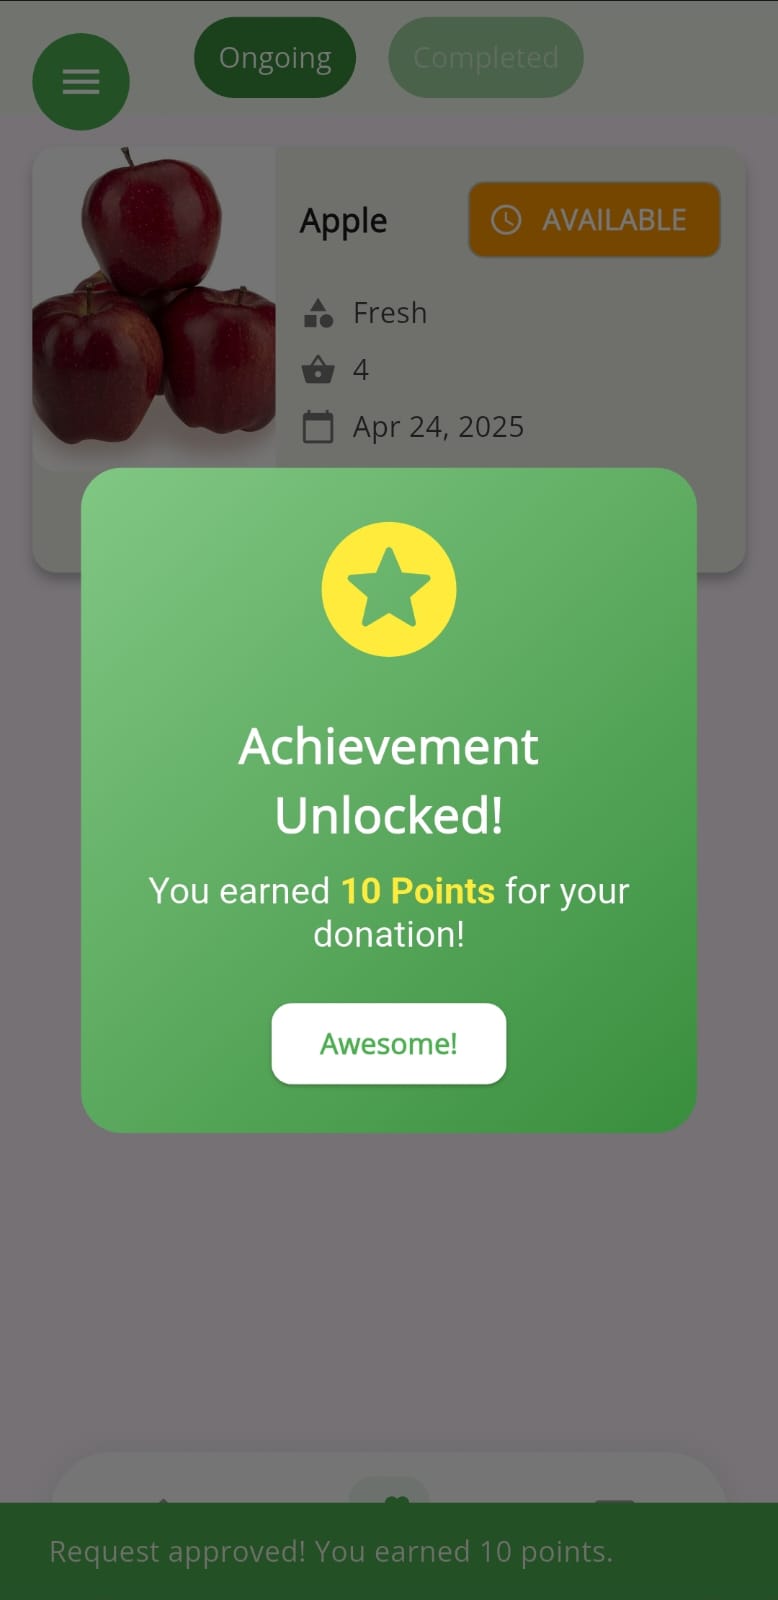 Ongoing
Completed
Apple
AVAILABLE
Fresh
4
Apr 24, 2025
Achievement
Unlocked!
You earned 10 Points for your
donation!
Awesome!
Request approved! You earned 10 points.